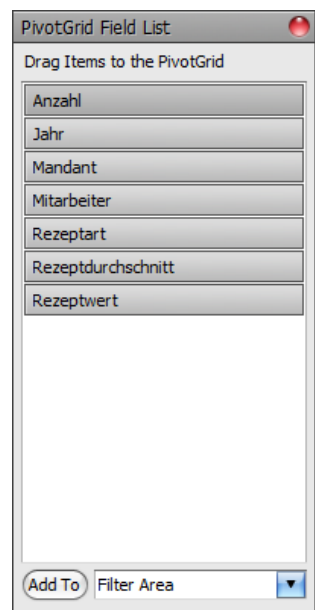 PivotGrid Field List
Drag Items to the PivotGrid
Anzahl
Jahr
Mandant
Mitarbeiter
Rezeptart
Rezeptdurchschnitt
Rezeptwert
Add To Filter Area